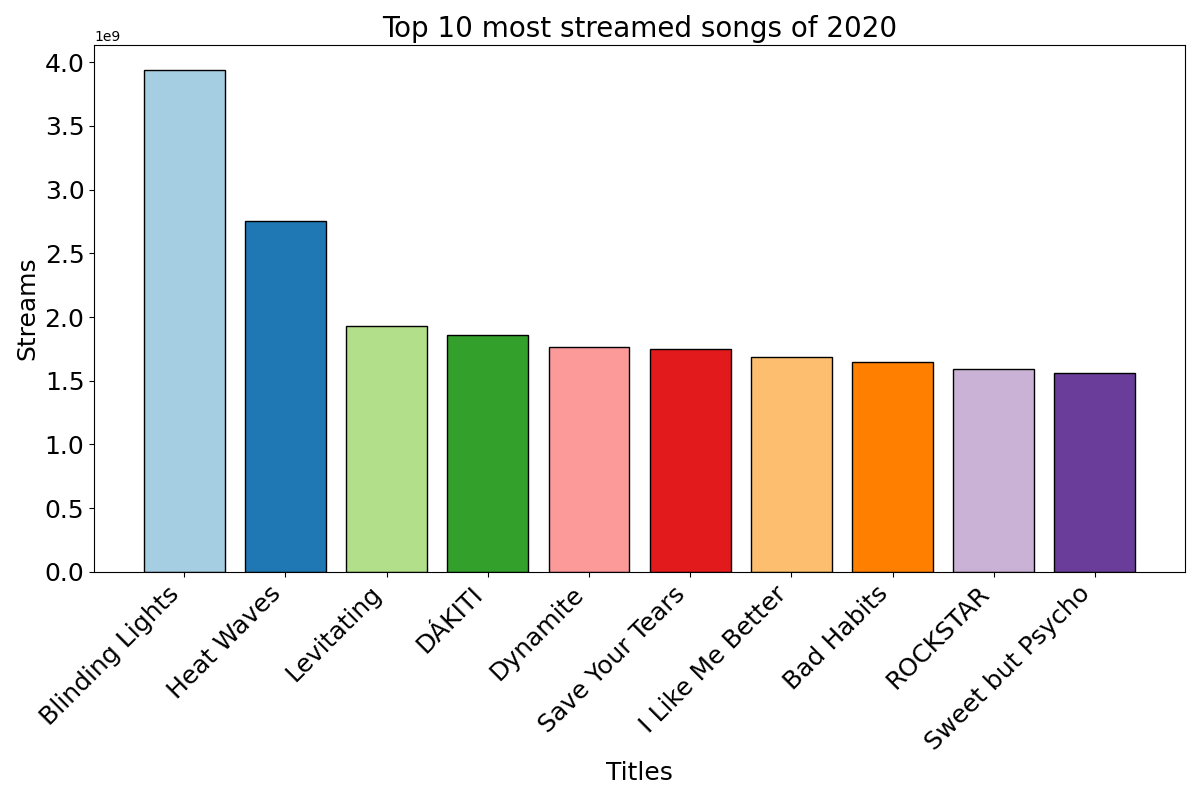 Top 10 most streamed songs of 2020
1e9
4.0
3.5
3.0
2.5
2.0
1.5
1.0
0.5
0.0
Streams
Blinding Lights
Heat Waves
Levitating
DÁKITI
Dynamite
Save Your Tears
I Like Me Better
Bad Habits
ROCKSTAR
Sweet but Psycho
Titles